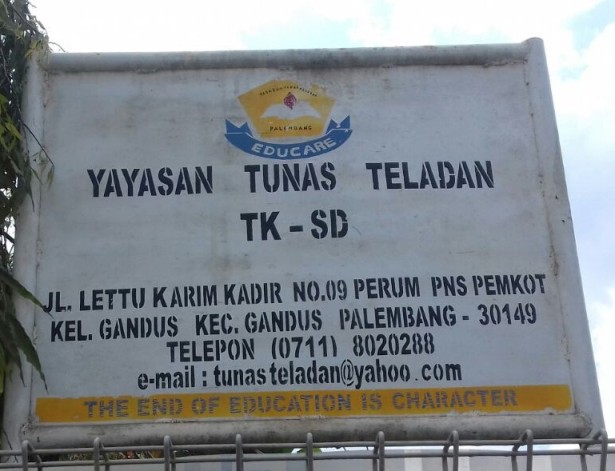 PALEMBANG
EDUCARE
YAYASAN TUNAS TELADAN
TK - SD
JL. LETTU KARIM KADIR NO.09 PERUM PNS PEMKOT
KEL. GANDUS KEC. GANDUS PALEMBANG - 30149
TELEPON (0711) 8020288
e-mail : tunasteladan@yahoo.com
THE END OF EDUCATION IS CHARACTER